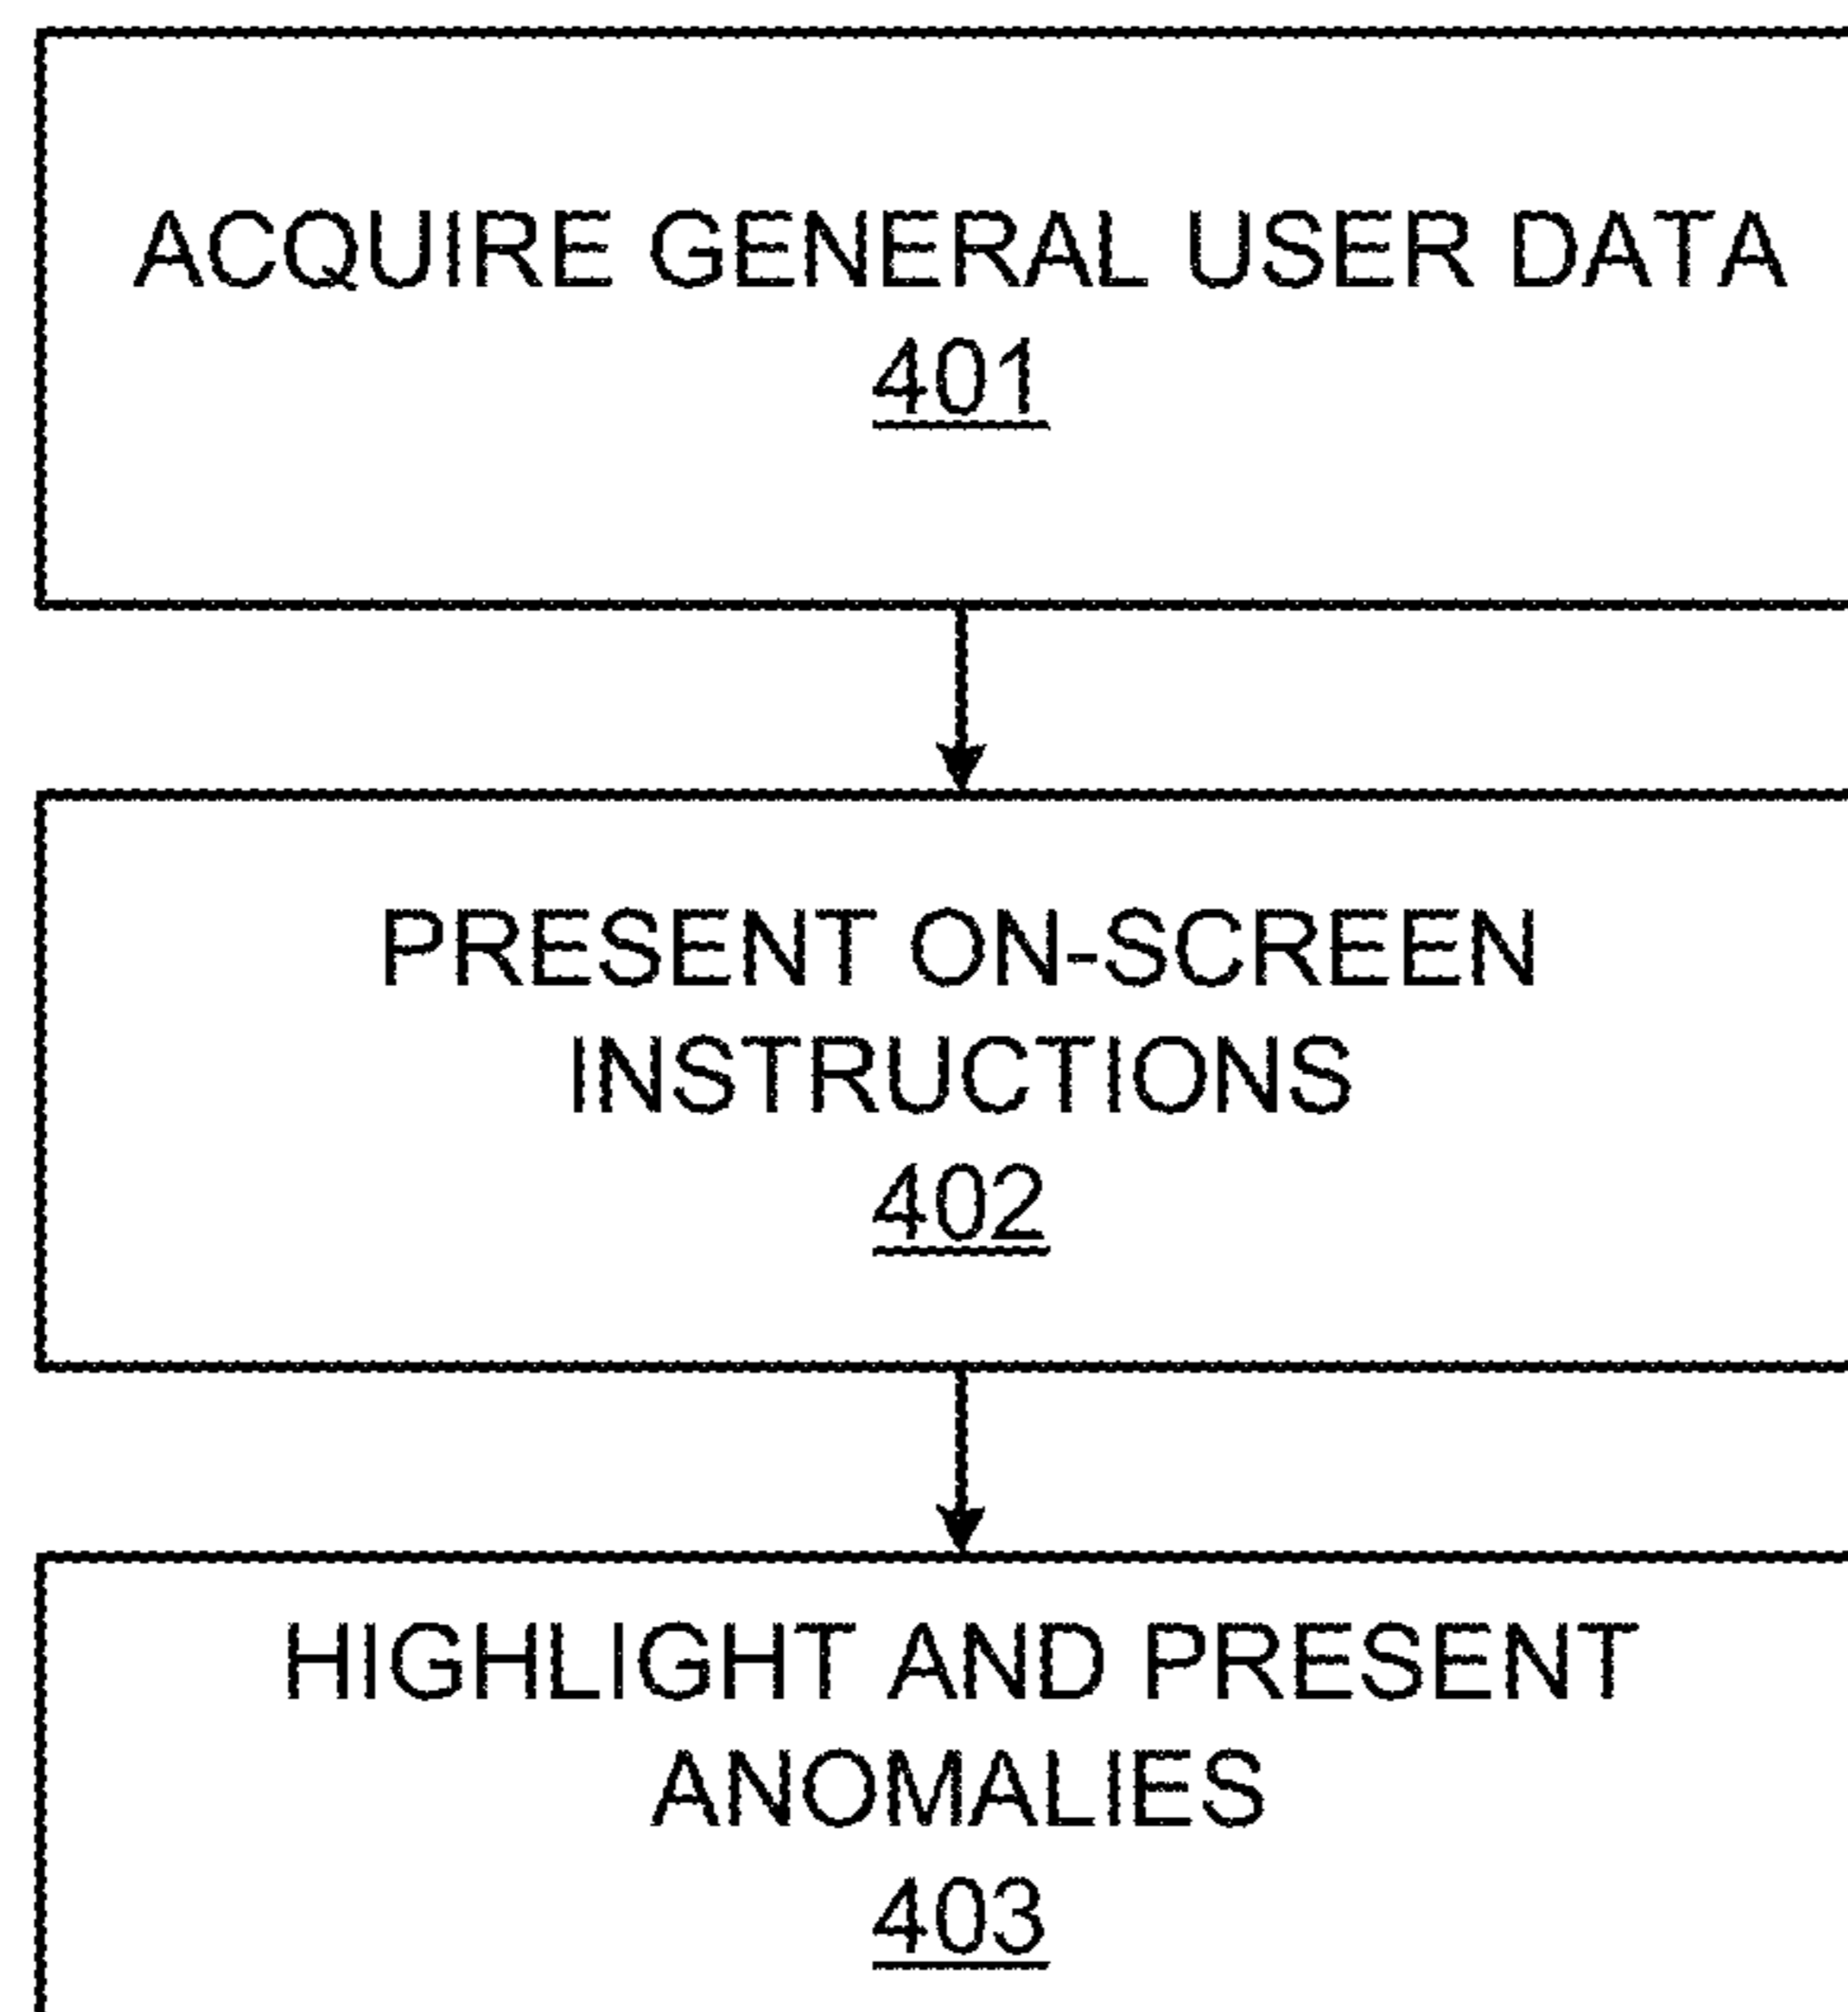 ACQUIRE GENERAL USER DATA
401
PRESENT ON-SCREEN
INSTRUCTIONS
402
HIGHLIGHT AND PRESENT
ANOMALIES
403